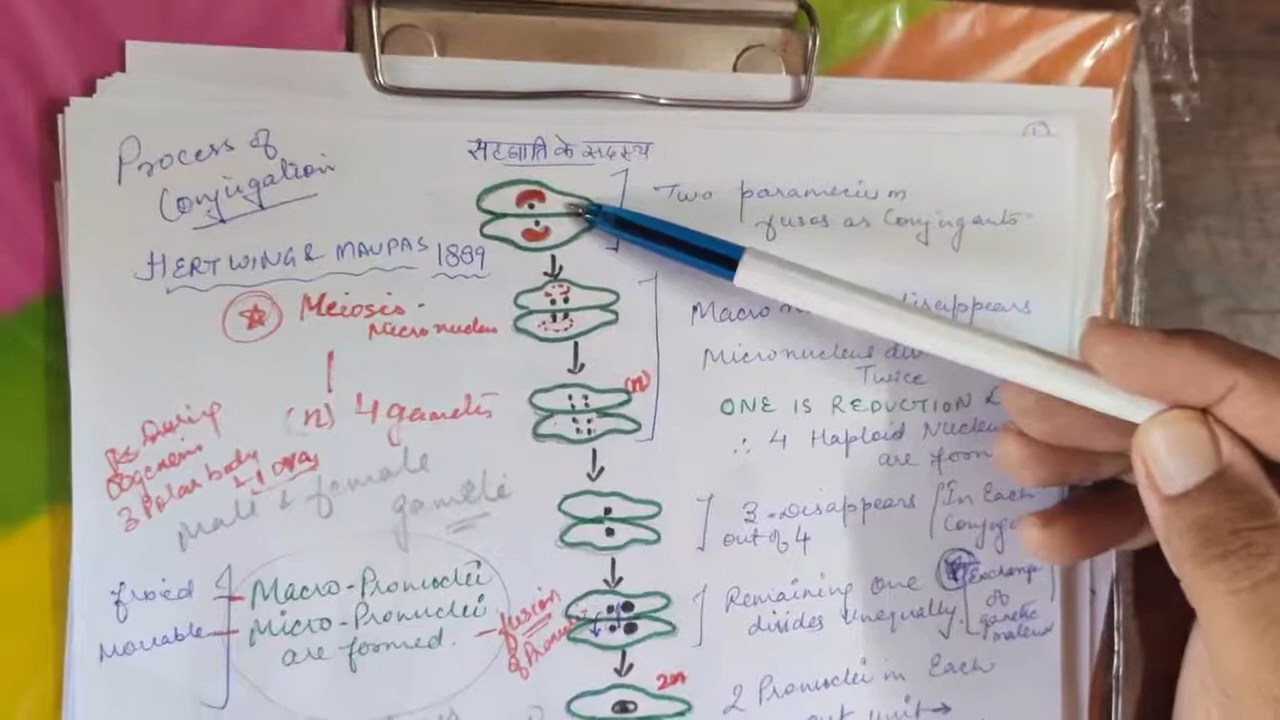 Process of
Conjugation
HERTWING & MAUPAS 1889
Meiosis.
Micronucleus
(n) 4 gametes
During
oogenesis
3 Polar body
& 1 ova
Male & female
gamete
fixed
Movable
Macro-Pronuclei
Micro-Pronuclei
are formed.
fusion
of
सहजाति के सदस्य
(n)
2n
Two paramecium
fuses as Conjugants
Macro disappears
Micronucleus
Twice
ONE IS REDUCTION
∴ 4 Haploid
are
3-Disappears
out of 4
In Each
Remaining one
divides unequally.
Exchange
of
genetic
material
2 Pronuclei in Each